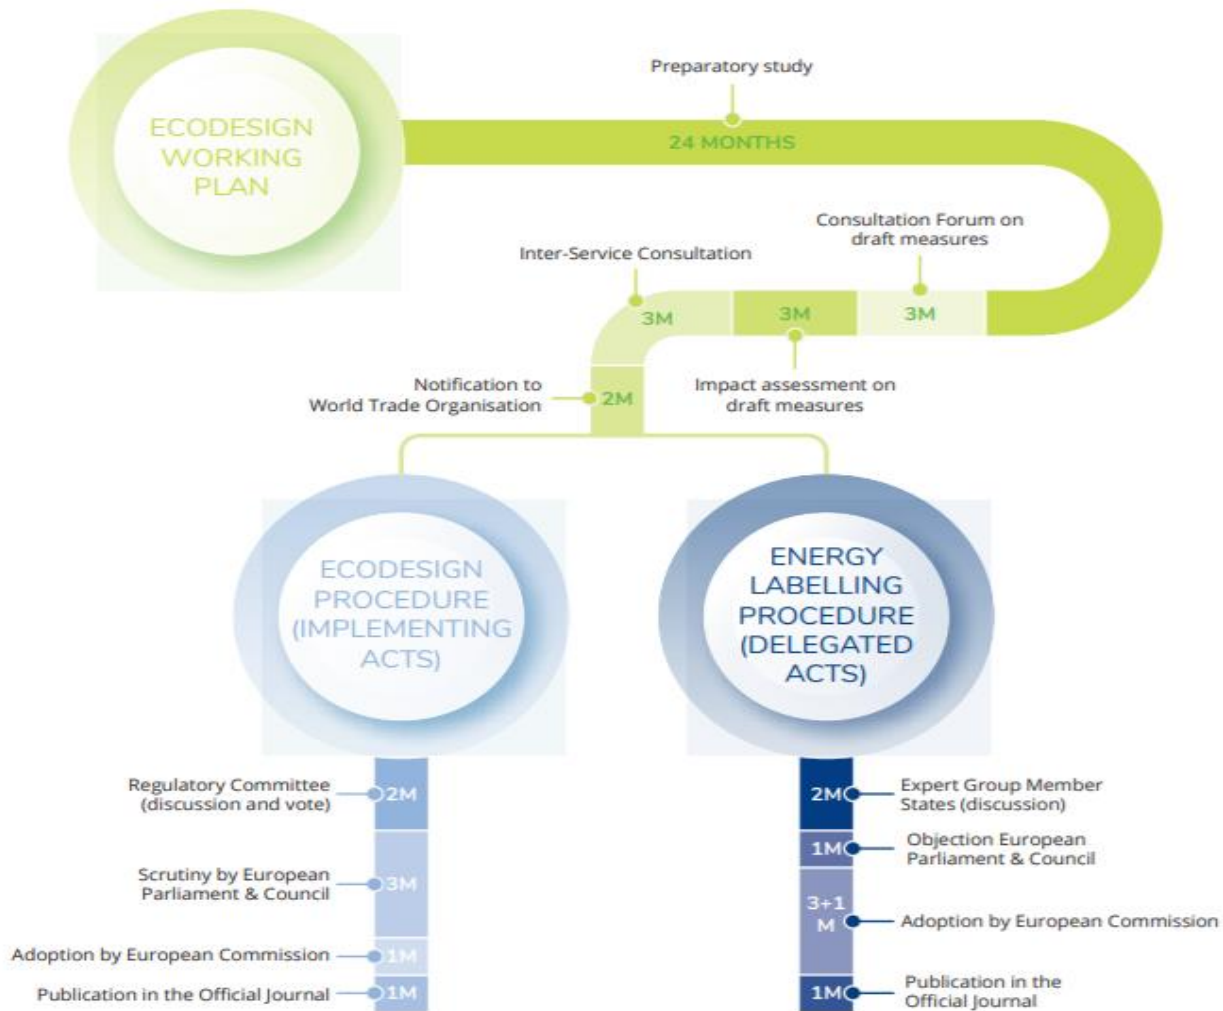 ECODESIGN
WORKING
PLAN
Preparatory study
24 MONTHS
Consultation Forum on
draft measures
3M
Impact assessment on
draft measures
3M
Inter-Service Consultation
3M
Notification to
World Trade Organisation
2M
ECODESIGN
PROCEDURE
(IMPLEMENTING
ACTS)
Regulatory Committee
(discussion and vote)
2M
Scrutiny by European
Parliament & Council
3M
Adoption by European Commission
1M
Publication in the Official Journal
1M
ENERGY
LABELLING
PROCEDURE
(DELEGATED
ACTS)
2M
Expert Group Member
States (discussion)
1M
Objection European
Parliament & Council
3+1
M
Adoption by European Commission
1M
Publication in the
Official Journal